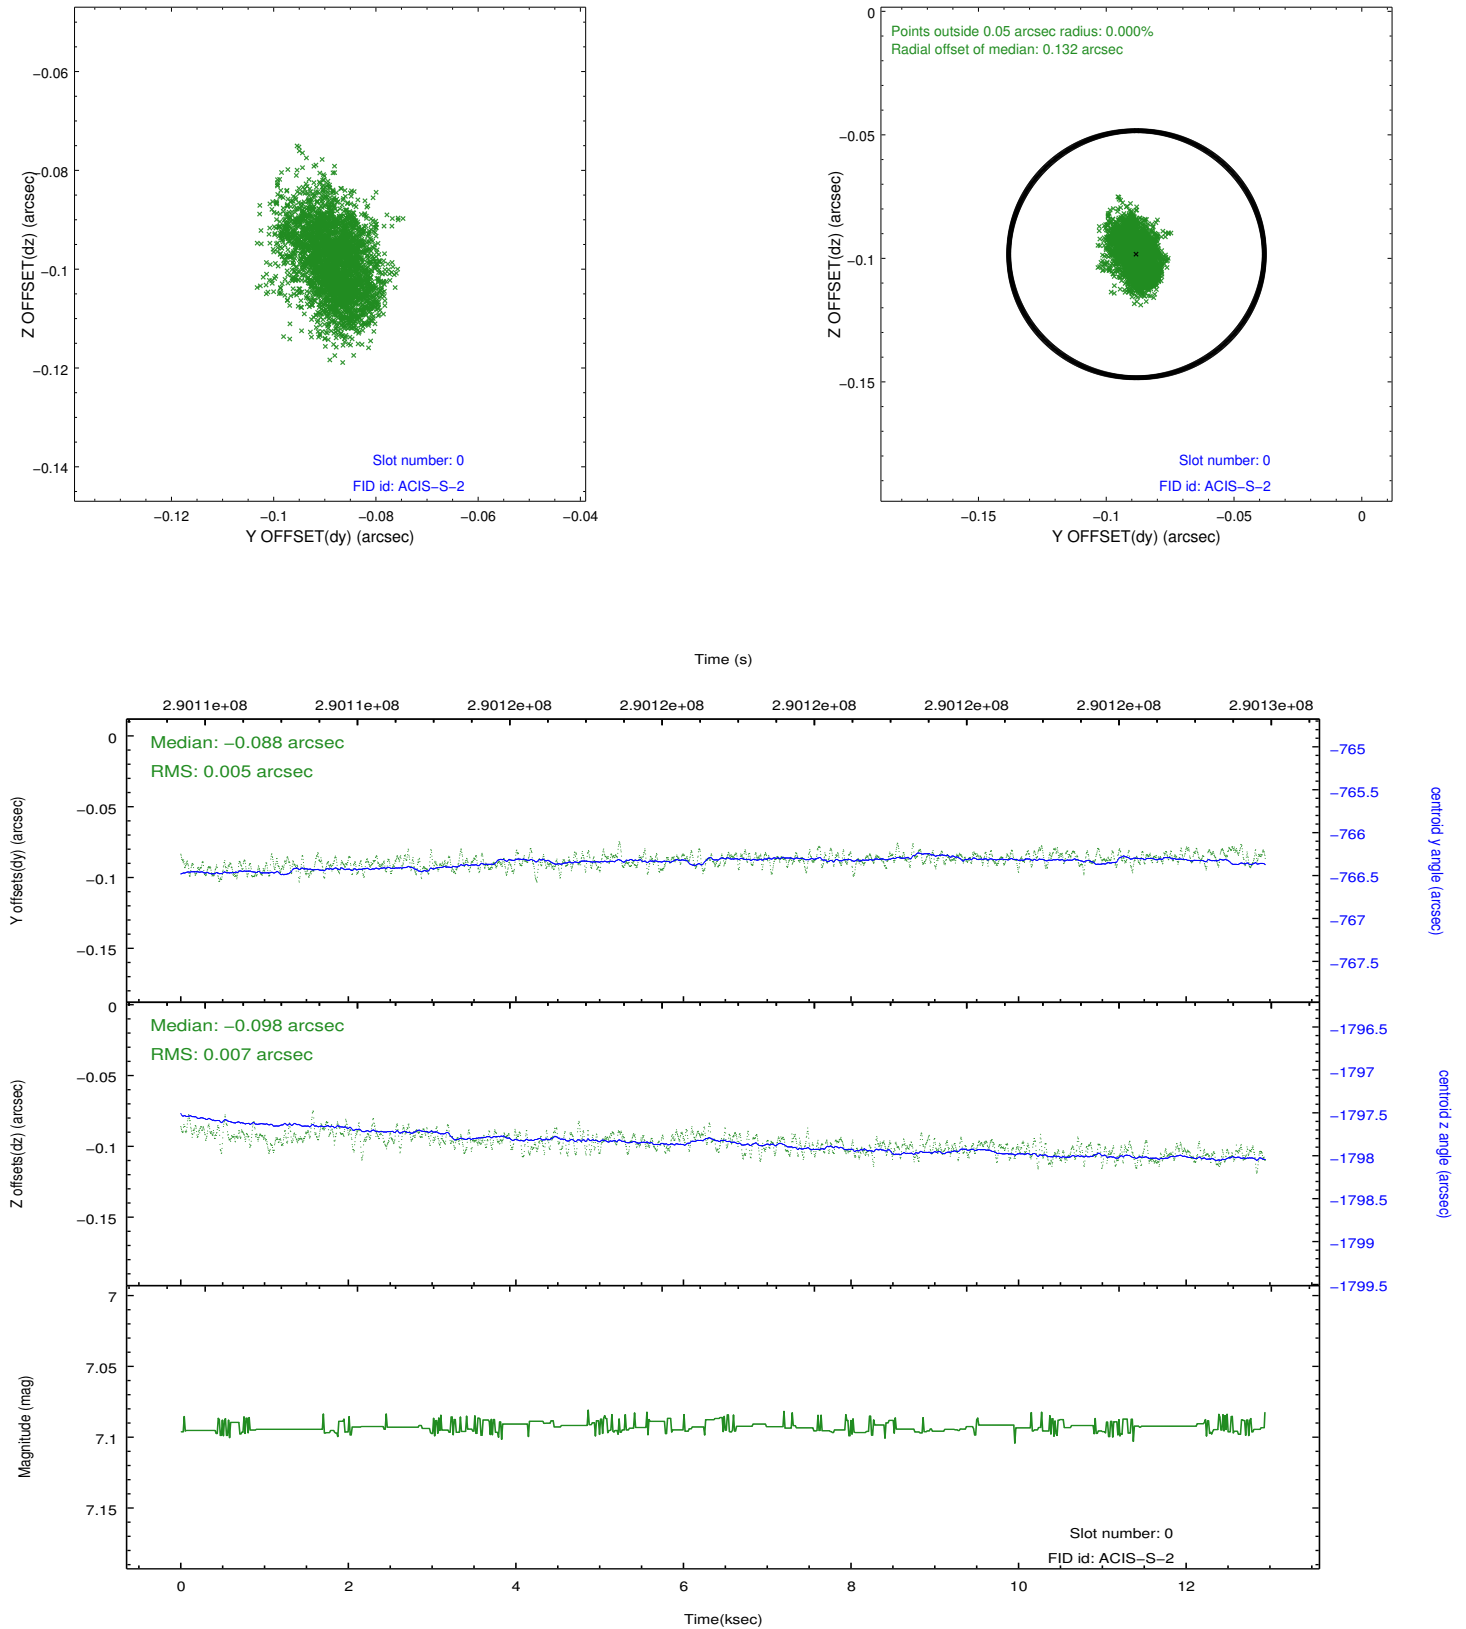 −0.06
−0.08
−0.1
−0.12
−0.14
Z OFFSET(dz) (arcsec)
Slot number: 0
FID id: ACIS−S−2
−0.12 −0.1 −0.08 −0.06 −0.04
Y OFFSET(dy) (arcsec)
0
−0.05
−0.1
−0.15
Z OFFSET(dz) (arcsec)
Points outside 0.05 arcsec radius: 0.000%
Radial offset of median: 0.132 arcsec
Slot number: 0
FID id: ACIS−S−2
−0.15 −0.1 −0.05 0
Y OFFSET(dy) (arcsec)
Time (s)
2.9011e+08 2.9011e+08 2.9012e+08 2.9012e+08 2.9012e+08 2.9012e+08 2.9012e+08 2.9013e+08
0
−0.05
−0.1
−0.15
Y offsets(dy) (arcsec)
Median: −0.088 arcsec
RMS: 0.005 arcsec
−765
−765.5
−766
−766.5
−767
−767.5
centroid y angle (arcsec)
0
−0.05
−0.1
−0.15
Z offsets(dz) (arcsec)
Median: −0.098 arcsec
RMS: 0.007 arcsec
−1796.5
−1797
−1797.5
−1798
−1798.5
−1799
−1799.5
centroid z angle (arcsec)
7
7.05
7.1
7.15
Magnitude (mag)
Slot number: 0
FID id: ACIS−S−2
0 2 4 6 8 10 12
Time(ksec)